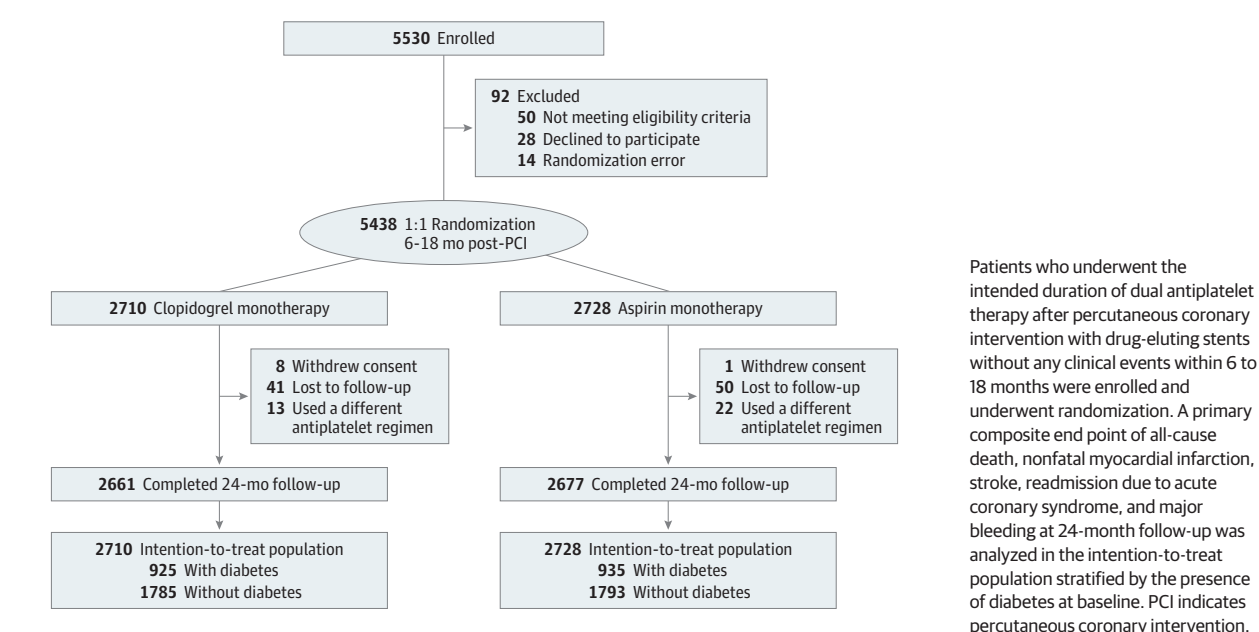 5530 Enrolled
92 Excluded
50 Not meeting eligibility criteria
28 Declined to participate
14 Randomization error
5438 1:1 Randomization
6-18 mo post-PCI
2710 Clopidogrel monotherapy
8 Withdrew consent
41 Lost to follow-up
13 Used a different
antiplatelet regimen
2661 Completed 24-mo follow-up
2710 Intention-to-treat population
925 With diabetes
1785 Without diabetes
2728 Aspirin monotherapy
1 Withdrew consent
50 Lost to follow-up
22 Used a different
antiplatelet regimen
2677 Completed 24-mo follow-up
2728 Intention-to-treat population
935 With diabetes
1793 Without diabetes
Patients who underwent the
intended duration of dual antiplatelet
therapy after percutaneous coronary
intervention with drug-eluting stents
without any clinical events within 6 to
18 months were enrolled and
underwent randomization. A primary
composite end point of all-cause
death, nonfatal myocardial infarction,
stroke, readmission due to acute
coronary syndrome, and major
bleeding at 24-month follow-up was
analyzed in the intention-to-treat
population stratified by the presence
of diabetes at baseline. PCI indicates
percutaneous coronary intervention.